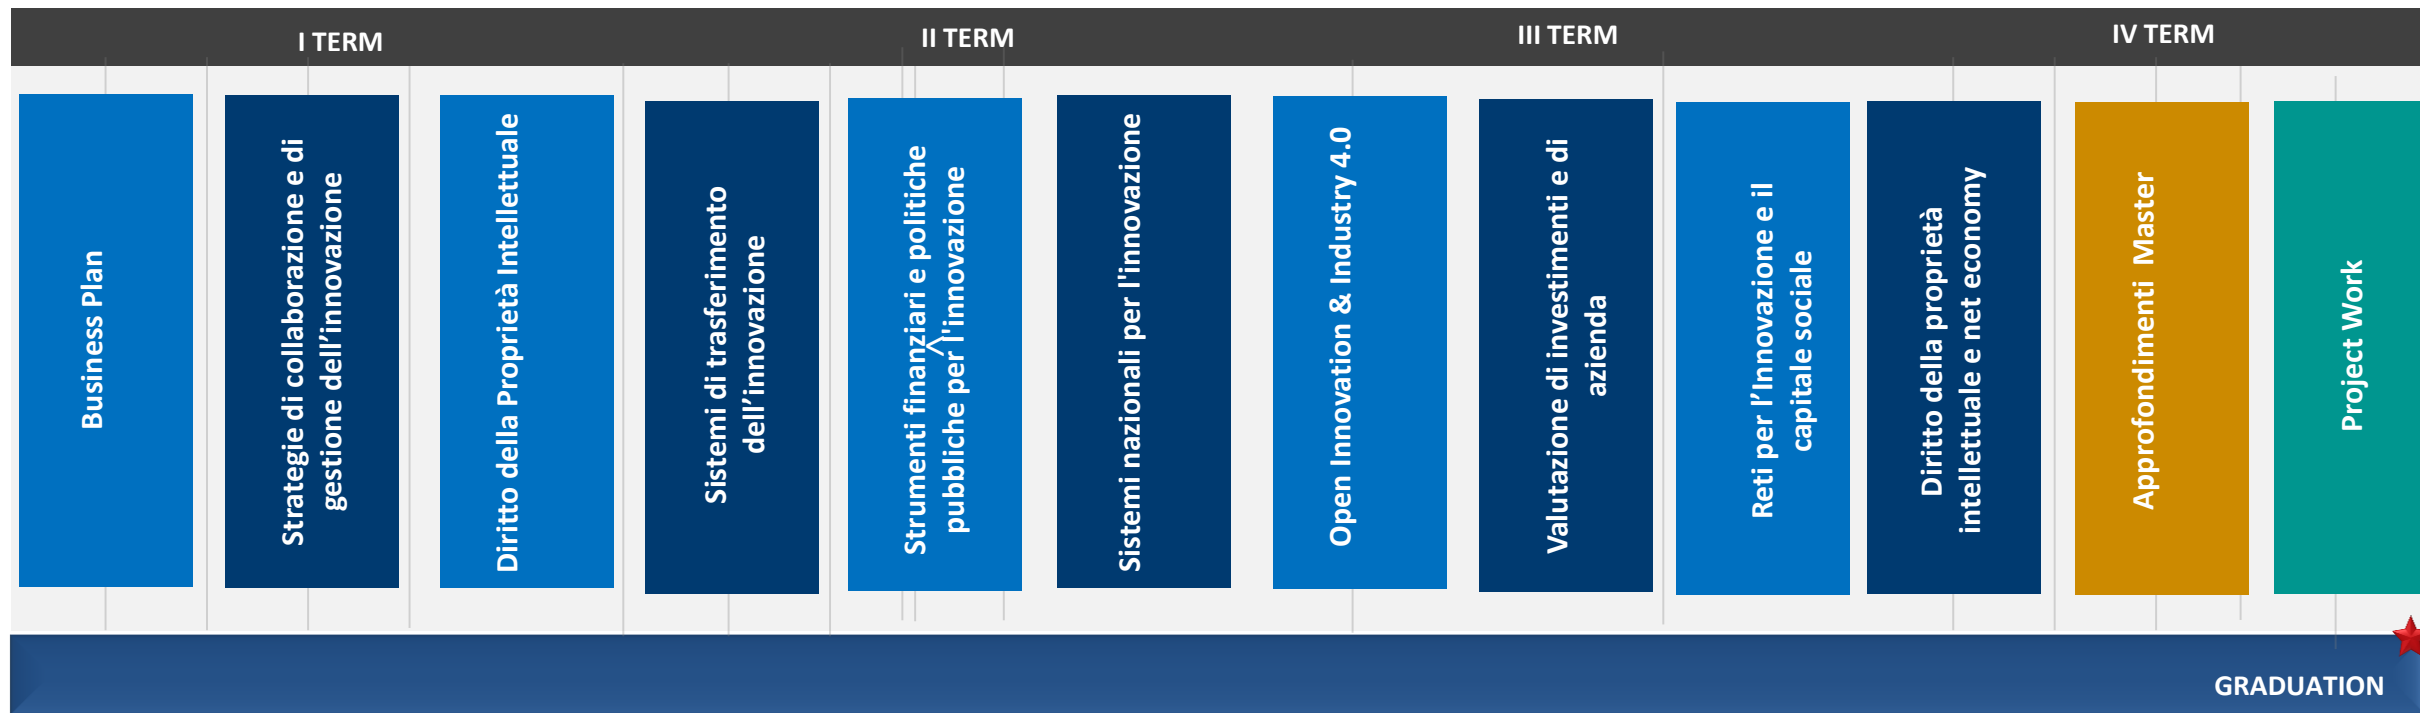 I TERM
II TERM
III TERM
IV TERM
Business Plan
Strategie di collaborazione e di
gestione dell’innovazione
Diritto della Proprietà Intellettuale
Sistemi di trasferimento
dell’innovazione
Strumenti finanziari e politiche
pubbliche per l'innovazione
Sistemi nazionali per l'innovazione
Open Innovation & Industry 4.0
Valutazione di investimenti e di
azienda
Reti per l’Innovazione e il
capitale sociale
Diritto della proprietà
intellettuale e net economy
Approfondimenti Master
Project Work
GRADUATION